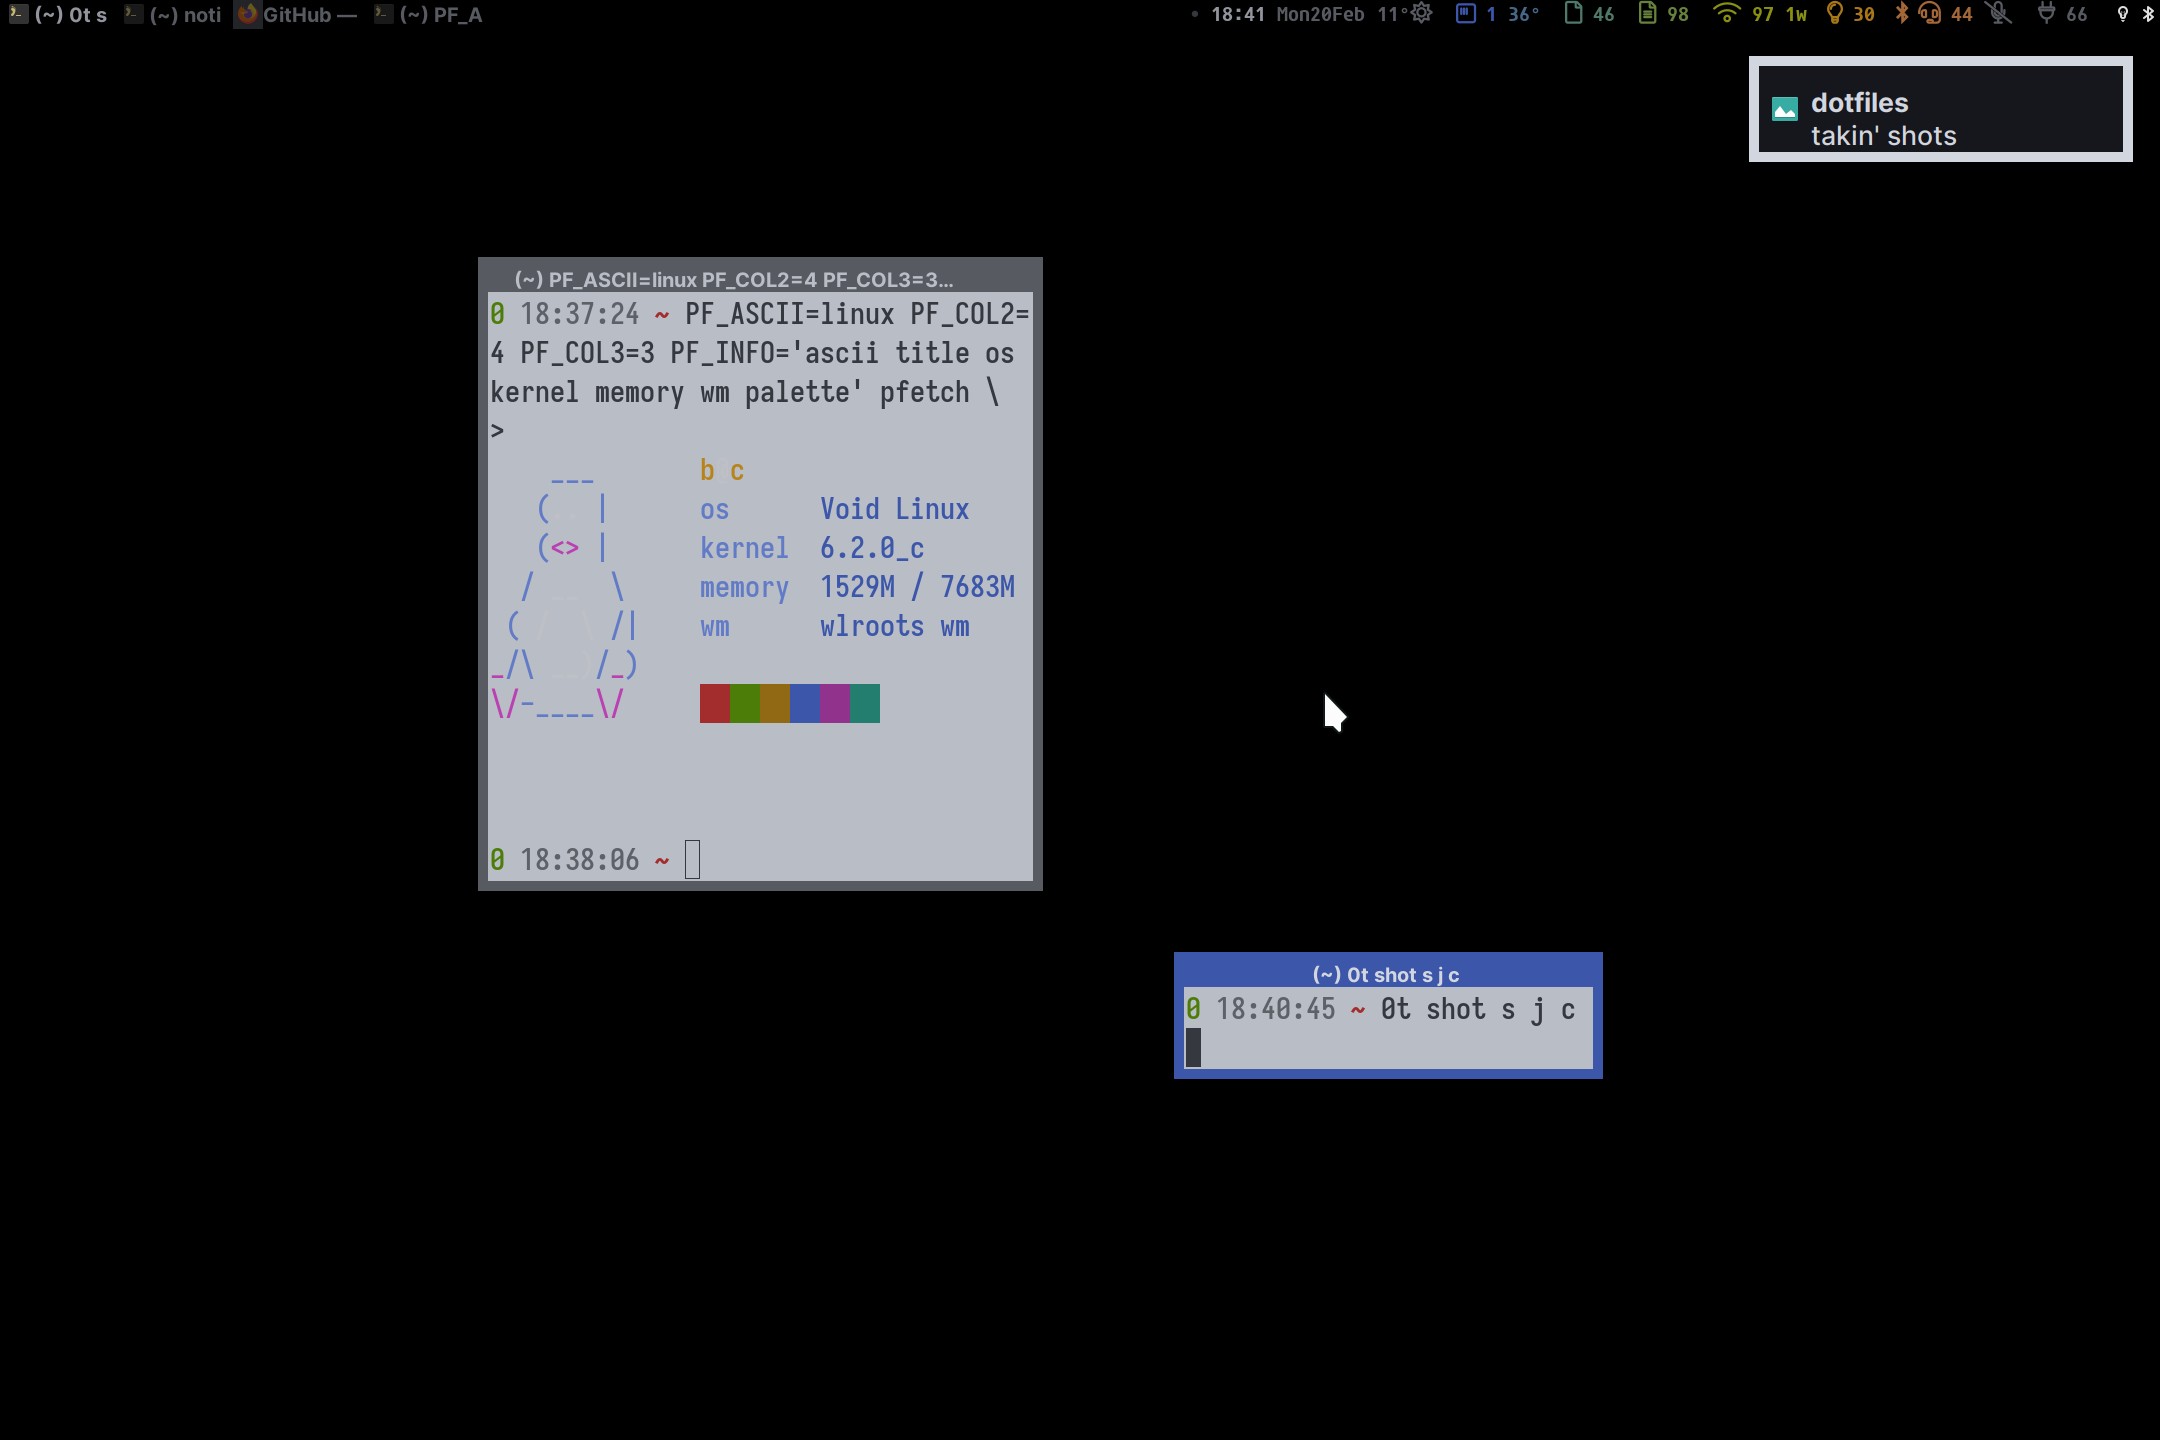 (~) 0t s (~) noti GitHub — (~) PF_A
• 18:41 Mon20Feb 11° 1 36° 46 98 97 1w 30 44 66
dotfiles
takin' shots
(~) PF_ASCII=linux PF_COL2=4 PF_COL3=3...
0 18:37:24 ~ PF_ASCII=linux PF_COL2=
4 PF_COL3=3 PF_INFO='ascii title os
kernel memory wm palette' pfetch \
>
b c
os Void Linux
kernel 6.2.0_c
memory 1529M / 7683M
wm wlroots wm
0 18:38:06 ~
(~) 0t shot s j c
0 18:40:45 ~ 0t shot s j c